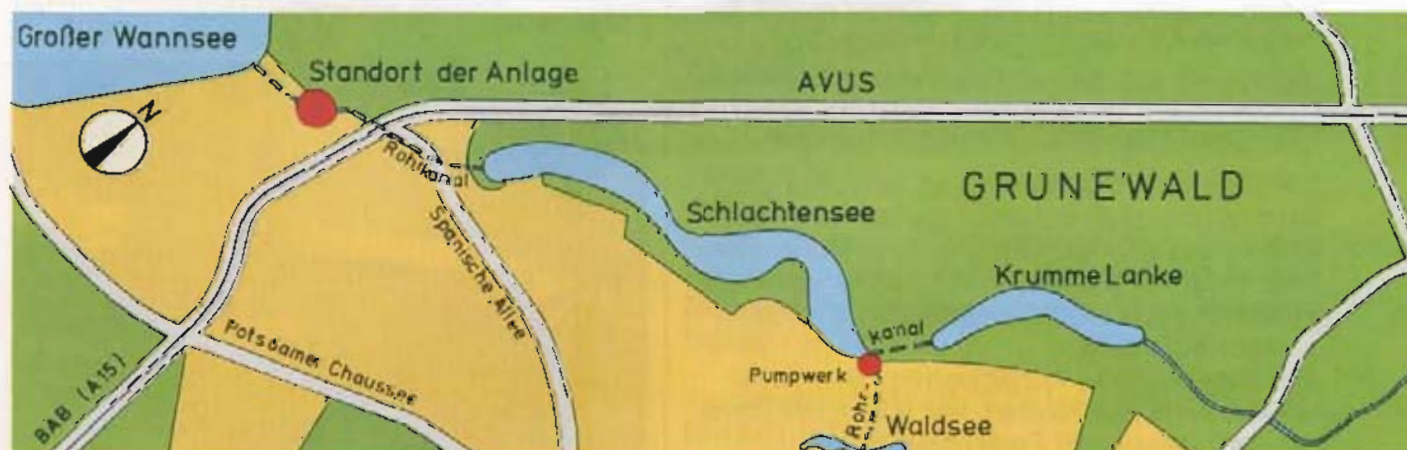 Großer Wannsee
Standort der Anlage
AVUS
N
Rohrkanal
GRUNEWALD
Schlachtensee
Spanische Allee
Krumme Lanke
Potsdamer Chaussee
BAB (A15)
Kanal
Pumpwerk
Rohr-
Waldsee